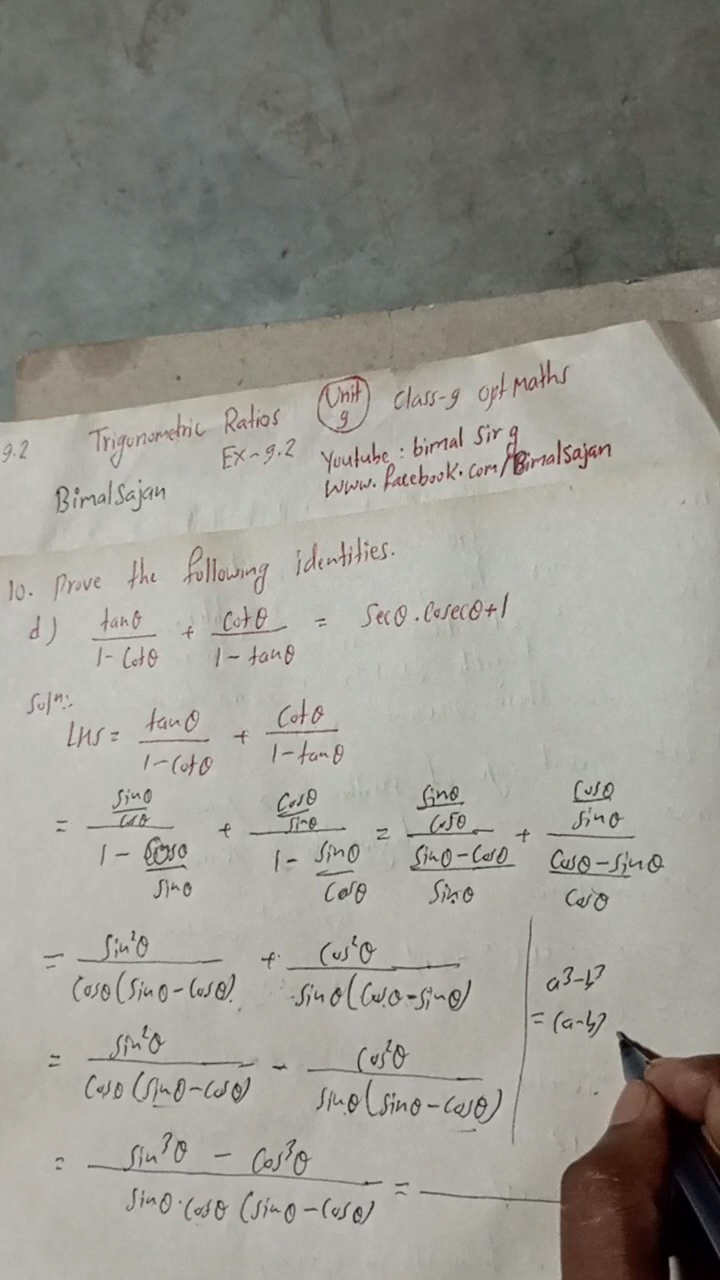 9.2 Trigonometric Ratios Unit 9 Class-9 opt Maths
Ex-9.2 Youtube : bimal Sir g
BimalSajan www.facebook.com/Bimalsajan
10. Prove the following identities.
d) tanθ/(1-Cotθ) + Cotθ/(1-tanθ) = Secθ.Cosecθ+1
Solⁿ:
LHS = tanθ/(1-Cotθ) + Cotθ/(1-tanθ)
= (Sinθ/Cosθ)/(1 - Cosθ/Sinθ) + (Cosθ/Sinθ)/(1 - Sinθ/Cosθ) = (Sinθ/Cosθ)/((Sinθ-Cosθ)/Sinθ) + (Cosθ/Sinθ)/((Cosθ-Sinθ)/Cosθ)
= Sin²θ/(Cosθ(Sinθ-Cosθ)) + Cos²θ/(Sinθ(Cosθ-Sinθ))
= Sin²θ/(Cosθ(Sinθ-Cosθ)) - Cos²θ/(Sinθ(Sinθ-Cosθ))
= (Sin³θ - Cos³θ)/(Sinθ.Cosθ(Sinθ-Cosθ)) =
a³-b³
= (a-b)